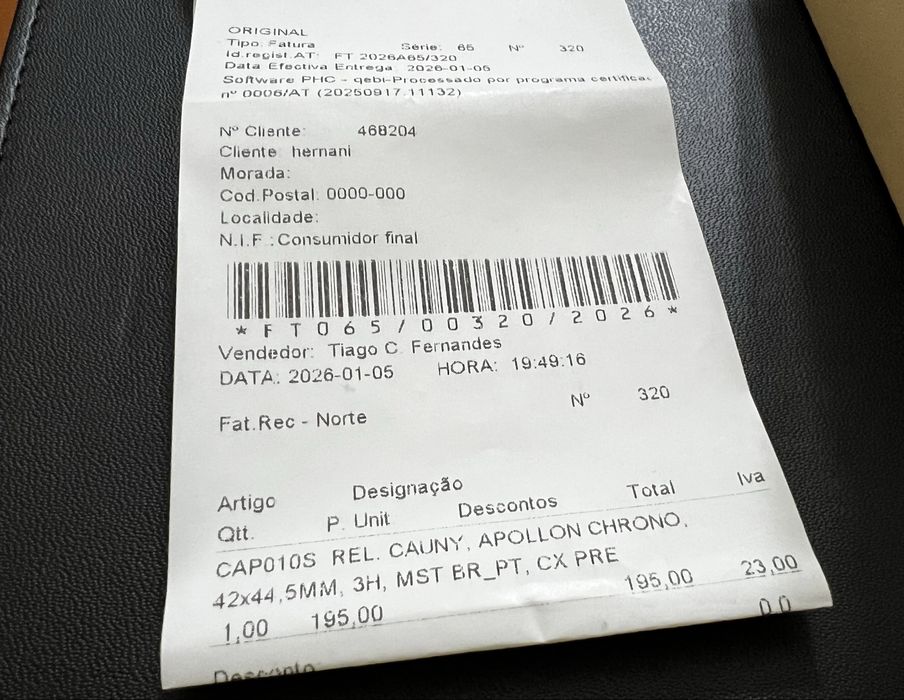 ORIGINAL
Tipo: Fatura Série: 65 Nº 320
Id.regist.AT: FT 2026A65/320
Data Efectiva Entrega: 2026-01-05
Software PHC - qebi-Processado por programa certificac
nº 0006/AT (20250917.11132)
Nº Cliente: 468204
Cliente: hernani
Morada:
Cod.Postal: 0000-000
Localidade:
N.I.F.:Consumidor final
*FT065/00320/2026*
Vendedor: Tiago C. Fernandes
DATA: 2026-01-05 HORA: 19:49:16
Fat.Rec - Norte Nº 320
Artigo Designação
Qtt. P. Unit Descontos Total Iva
CAP010S REL. CAUNY, APOLLON CHRONO,
42x44,5MM, 3H, MST BR_PT, CX PRE
1,00 195,00 195,00 23,00
Desconto: 0.0